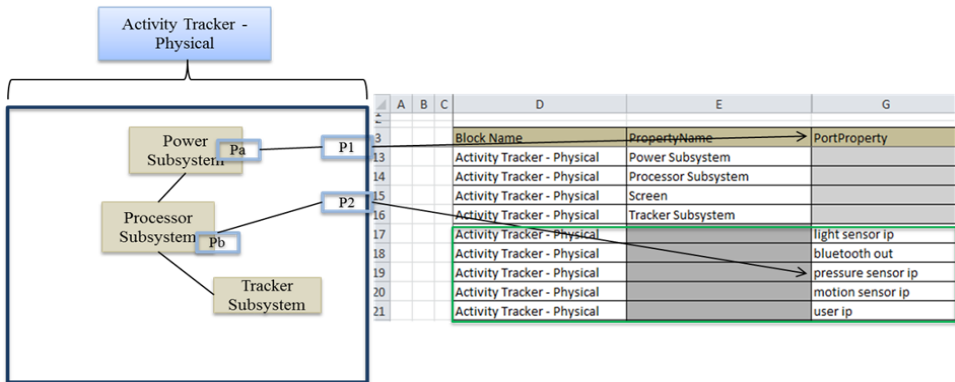 Activity Tracker -
Physical
Power
Subsystem
Pa
P1
Processor
Subsystem
Pb
P2
Tracker
Subsystem
A B C D E F G
3 Block Name PropertyName PortProperty
13 Activity Tracker - Physical Power Subsystem
14 Activity Tracker - Physical Processor Subsystem
15 Activity Tracker - Physical Screen
16 Activity Tracker - Physical Tracker Subsystem
17 Activity Tracker - Physical light sensor ip
18 Activity Tracker - Physical bluetooth out
19 Activity Tracker - Physical pressure sensor ip
20 Activity Tracker - Physical motion sensor ip
21 Activity Tracker - Physical user ip